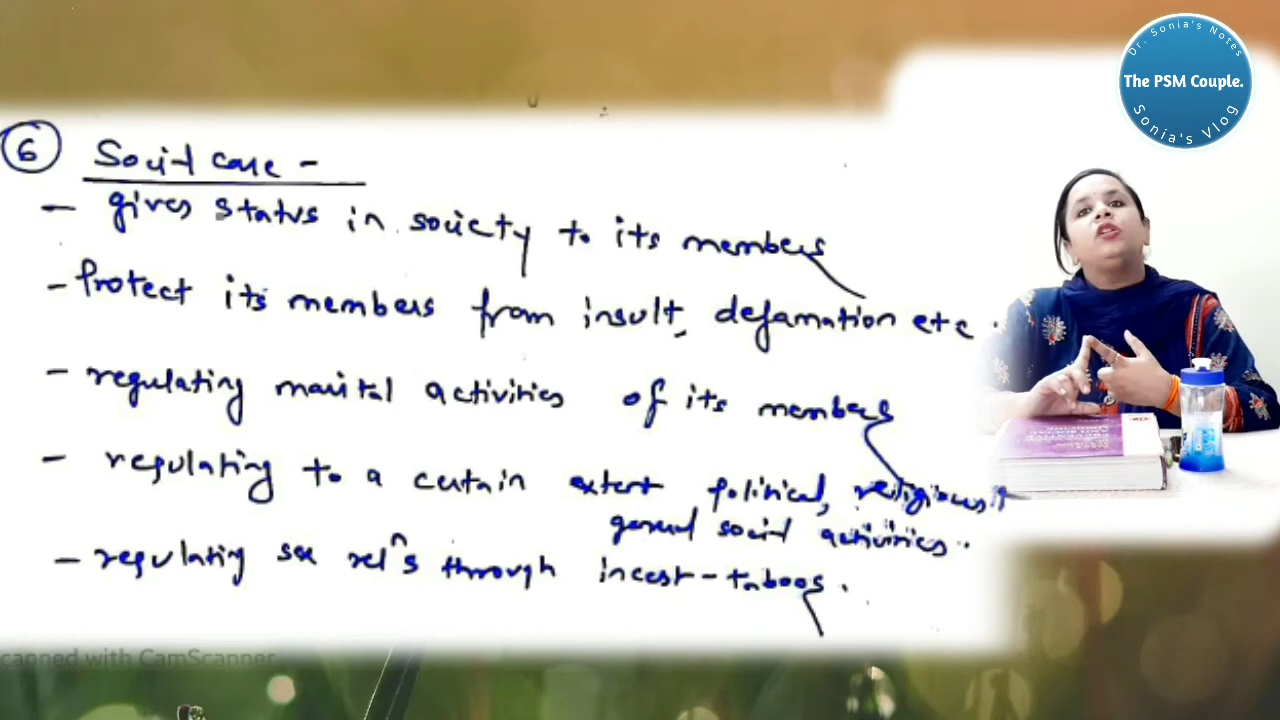 Dr. Sonia's Notes
The PSM Couple.
Sonia's Vlog
6 Social care -
- gives status in society to its members
- Protect its members from insult, defamation etc.
- regulating marital activities of its members
- regulating to a certain extent political, religious &
general social activities.
- regulating sex relns through incest-taboos.
canned with CamScanner